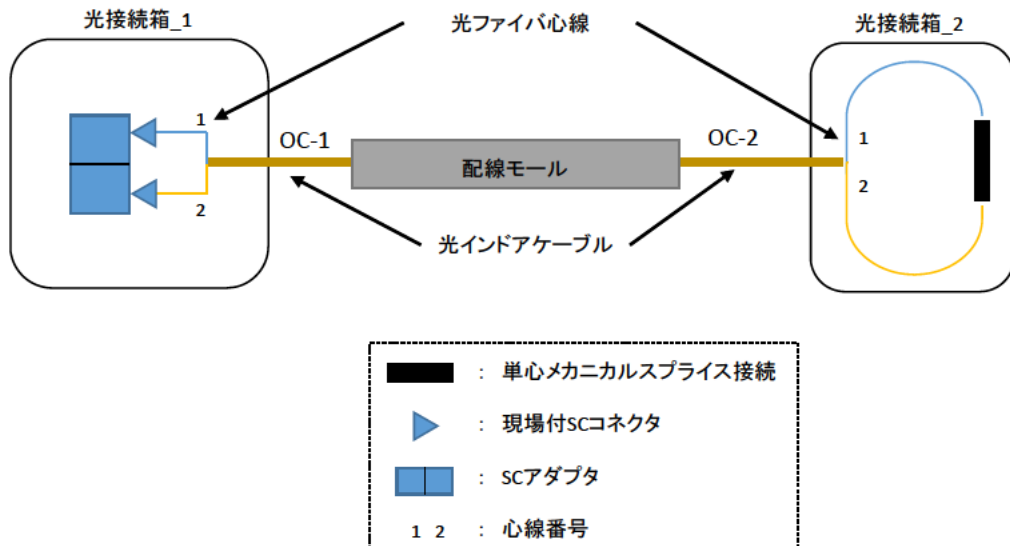 光接続箱_1
光ファイバ心線
光接続箱_2
1
OC-1
配線モール
OC-2
1
2
2
光インドアケーブル
: 単心メカニカルスプライス接続
: 現場付SCコネクタ
: SCアダプタ
1 2 : 心線番号